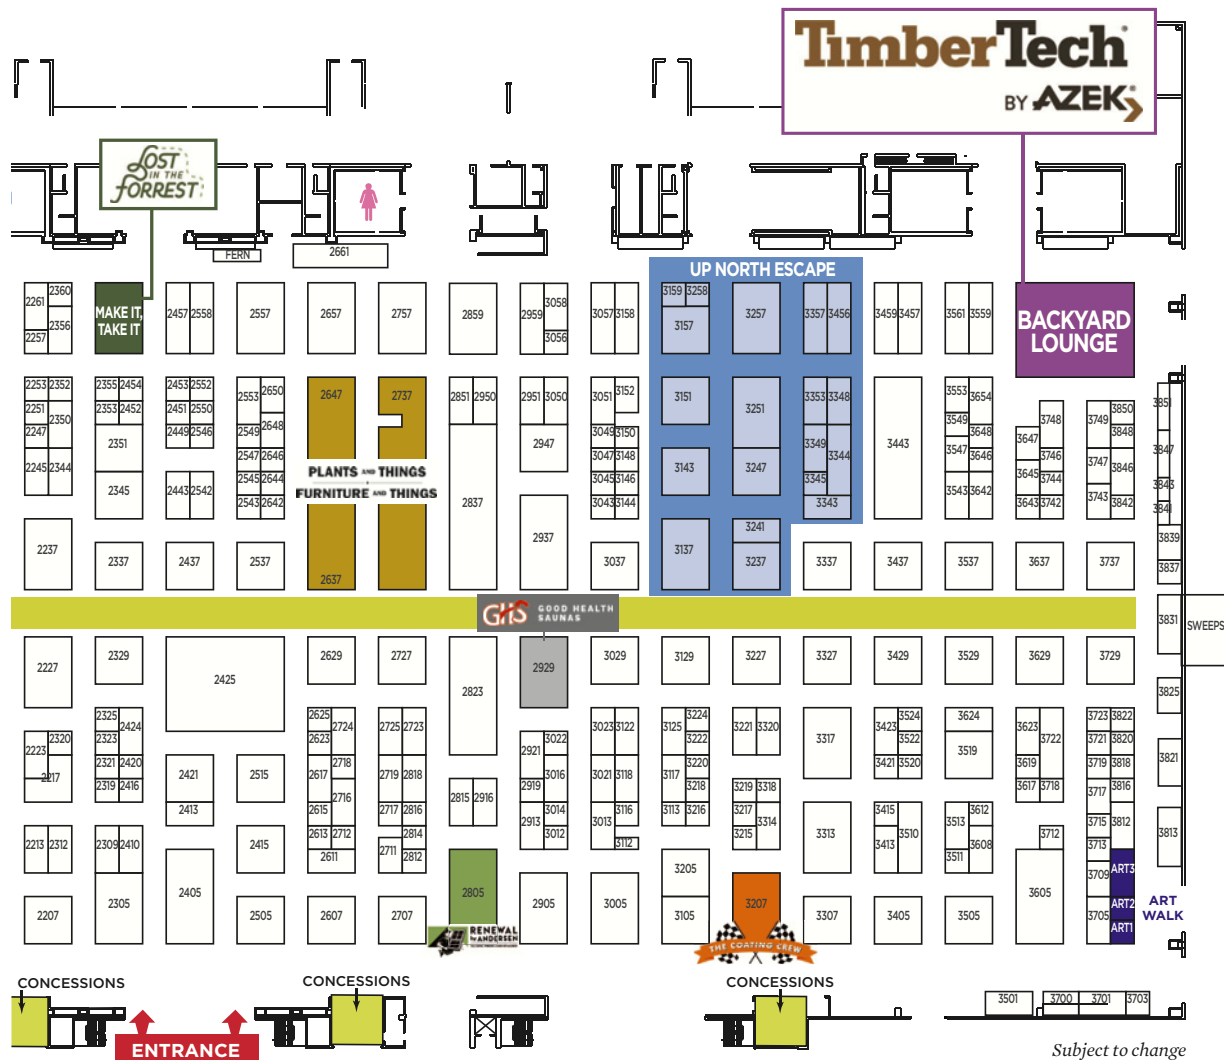 TimberTech
BY AZEK
LOST
IN THE
FORREST
FERN
2661
UP NORTH ESCAPE
2261 2360 2356 2257
MAKE IT,
TAKE IT
2457 2558 2557 2657 2757 2859 2959 3058 3056 3057 3158 3159 3258 3157 3257 3357 3456 3459 3457 3561 3559
BACKYARD
LOUNGE
2253 2352 2355 2454 2453 2552 2553 2650 2647 2737 2851 2950 2951 3050 3051 3152 3151 3251 3353 3348 3443 3553 3654 3748 3749 3850 3851
2251 2350 2353 2452 2451 2550 2648 3549 3648 3647 3848
2247 2351 2449 2546 2549 2947 3049 3150 3349 3344 3847
2245 2344 2547 2646 3047 3148 3143 3247 3547 3646 3746 3747 3846
PLANTS AND THINGS
FURNITURE AND THINGS
2345 2443 2542 2545 2644 2837 3045 3146 3345 3645 3744 3843
2543 2642 3043 3144 3343 3543 3642 3643 3742 3743 3842 3841
2237 2937 3241 3839
2337 2437 2537 2637 3037 3137 3237 3337 3437 3537 3637 3737 3837
GHS GOOD HEALTH
SAUNAS
3831 SWEEPS
2227 2329 2425 2629 2727 2823 2929 3029 3129 3227 3327 3429 3529 3629 3729
3825
2325 2424 2625 2724 2725 2723 3023 3122 3125 3224 3221 3320 3317 3423 3524 3624 3623 3722 3723 3822
2223 2320 2323 2623 2921 3022 3222 3522 3519 3721 3820 3821
2217 2321 2420 2421 2515 2617 2718 2719 2818 3016 3021 3118 3117 3220 3421 3520 3619 3719 3818
2319 2416 2716 2815 2916 2919 3218 3219 3318 3617 3718 3717 3816
2413 2615 2717 2816 2913 3014 3013 3116 3113 3216 3217 3314 3415 3513 3612 3715 3812 3813
2213 2312 2309 2410 2415 2613 2712 2711 2814 3012 3112 3215 3313 3413 3510 3608 3712 3713
2611 2812 3511
2207 2305 2405 2505 2607 2707 2805 2905 3005 3205 3105 3207 3307 3405 3505 3605 3709 3705 ART3
ART2
ART1
ART
WALK
RENEWAL
by ANDERSEN
THE COATING CREW
CONCESSIONS CONCESSIONS CONCESSIONS
3501 3700 3701 3703
ENTRANCE
Subject to change